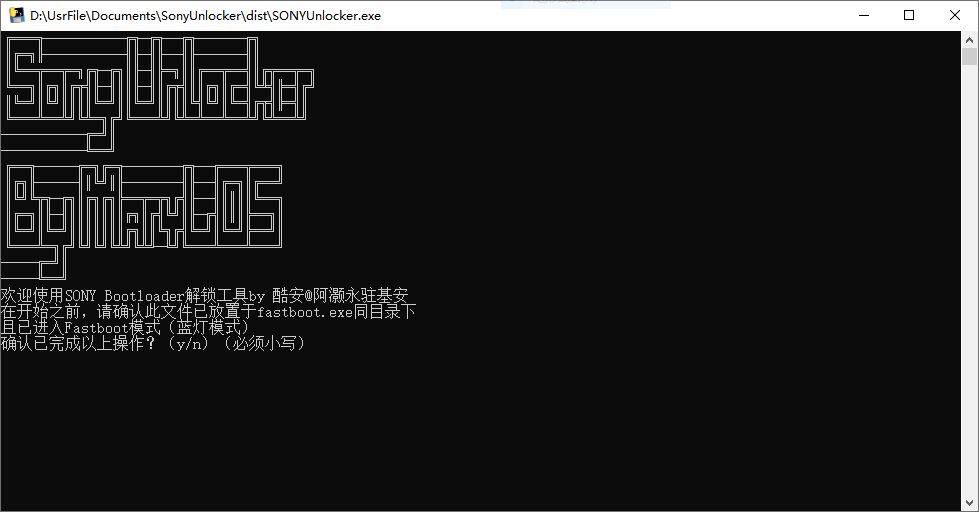 D:\UsrFile\Documents\SonyUnlocker\dist\SONYUnlocker.exe
SonyUnlocker
By MaryLOS
欢迎使用SONY Bootloader解锁工具by 酷安@阿灏永驻基安
在开始之前，请确认此文件已放置于fastboot.exe同目录下
且已进入Fastboot模式（蓝灯模式）
确认已完成以上操作？（y/n）（必须小写）